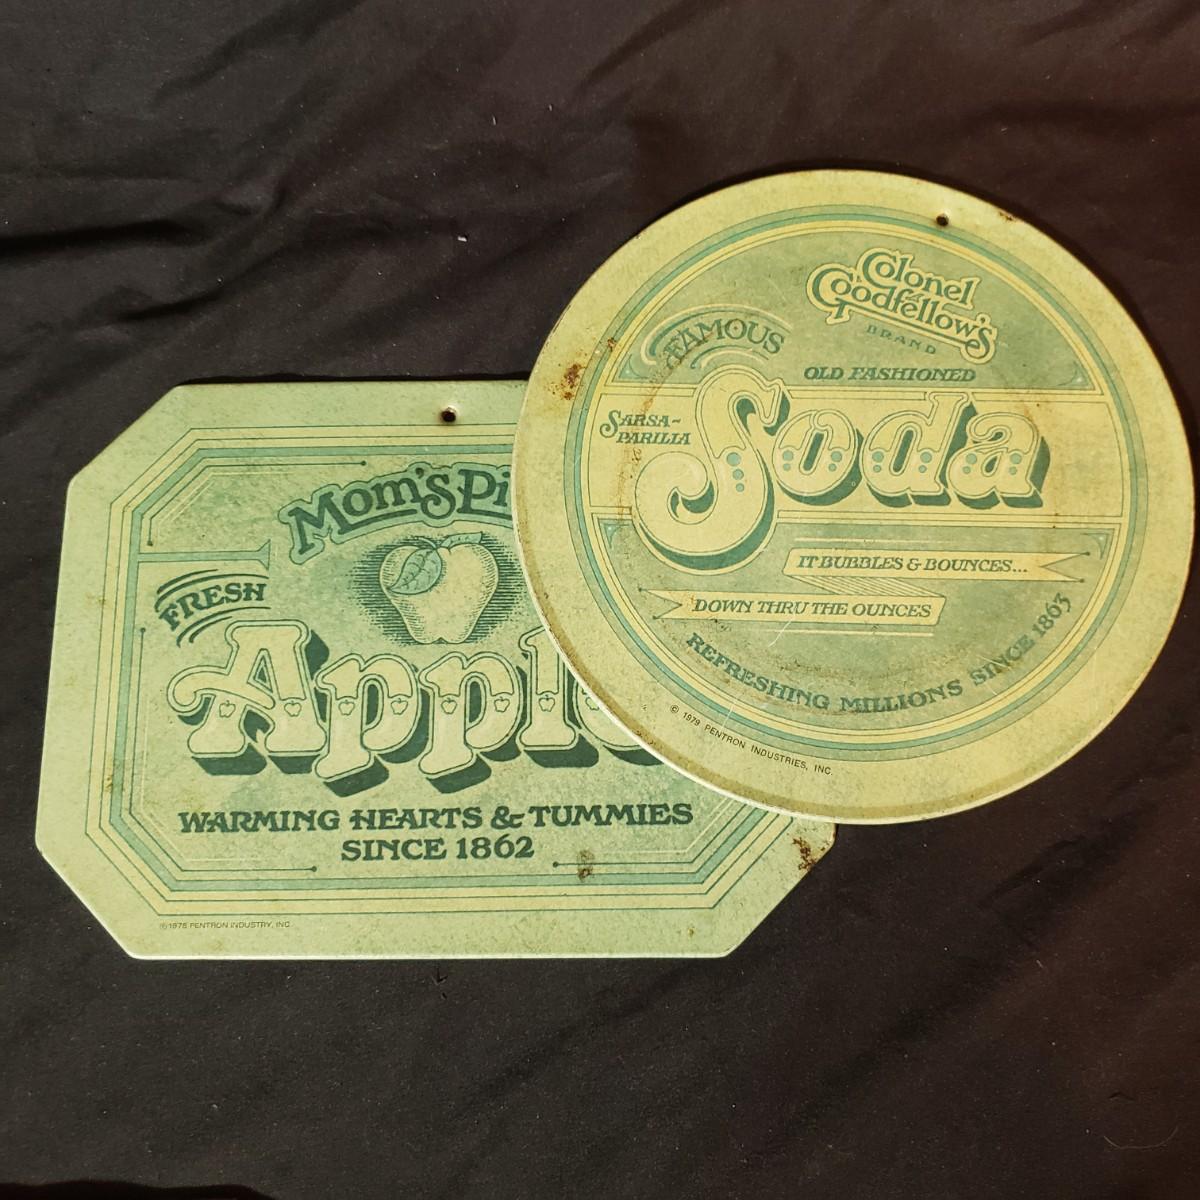 Mom's Pi
FRESH
Appl
WARMING HEARTS & TUMMIES
SINCE 1862
©1978 PENTRON INDUSTRY, INC.
Colonel
Goodfellow's
BRAND
FAMOUS
OLD FASHIONED
SARSA-
PARILLA
Soda
IT BUBBLES & BOUNCES...
DOWN THRU THE OUNCES
REFRESHING MILLIONS SINCE 1863
© 1979 PENTRON INDUSTRIES, INC.